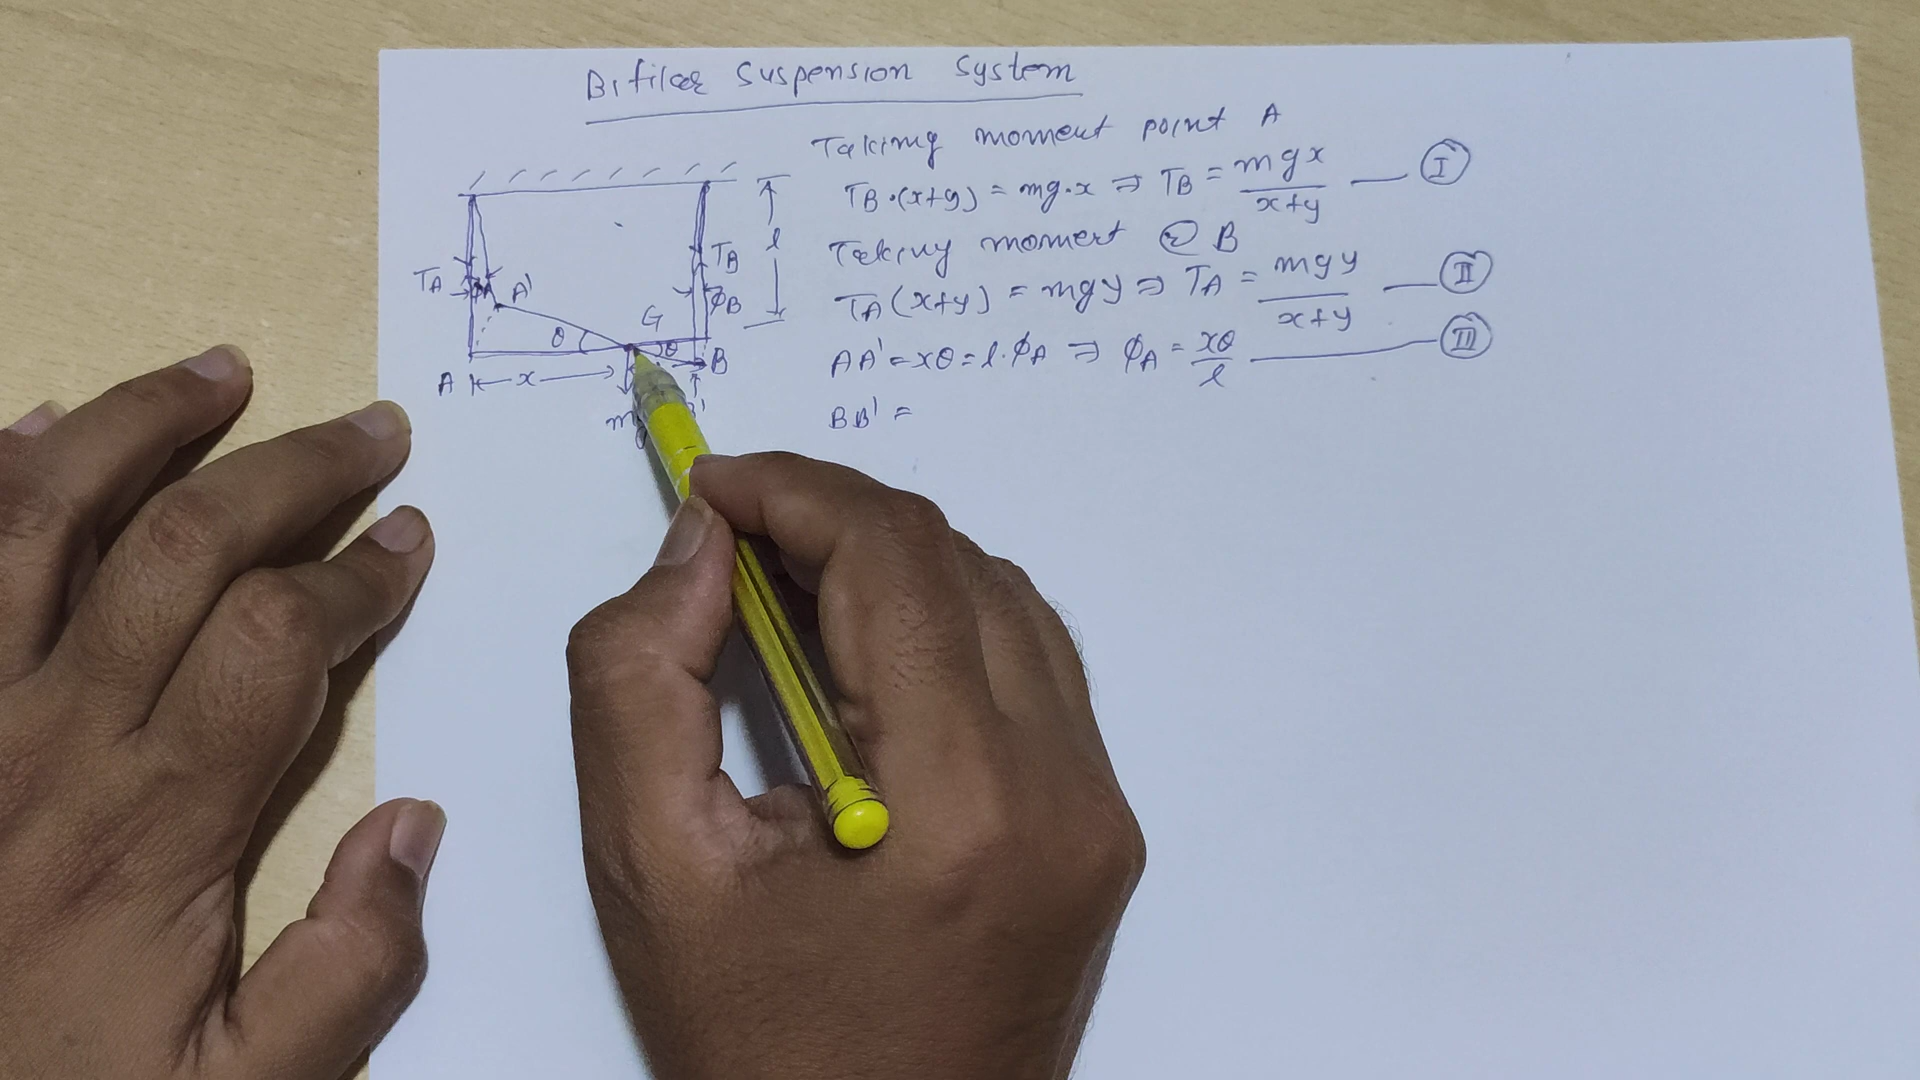 Bifilar Suspension System
Taking moment point A
TB·(x+y) = mg·x ⇒ TB = mgx/x+y — I
Taking moment @ B
TA(x+y) = mgy ⇒ TA = mgy/x+y — II
AA' = xθ = l·ϕA ⇒ ϕA = xθ/l — III
BB' =
TA
A'
TB
l
ϕB
G
θ
θ
A
x
B